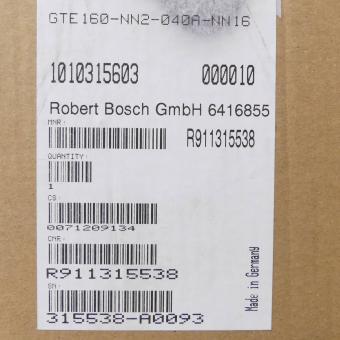 GTE160-NN2-040A-NN16
1010315603 000010
Robert Bosch GmbH 6416855
MNR:
R911315538
QUANTITY:
1
CS:
0071209134
CNR:
R911315538
SN:
315538-A0093
Made in Germany